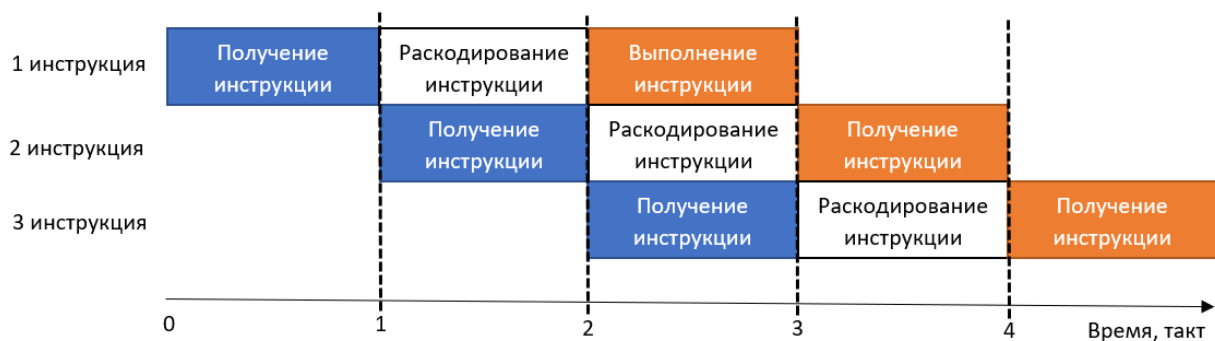 1 инструкция
Получение
инструкции
Раскодирование
инструкции
Выполнение
инструкции
2 инструкция
Получение
инструкции
Раскодирование
инструкции
Получение
инструкции
3 инструкция
Получение
инструкции
Раскодирование
инструкции
Получение
инструкции
0
1
2
3
4
Время, такт